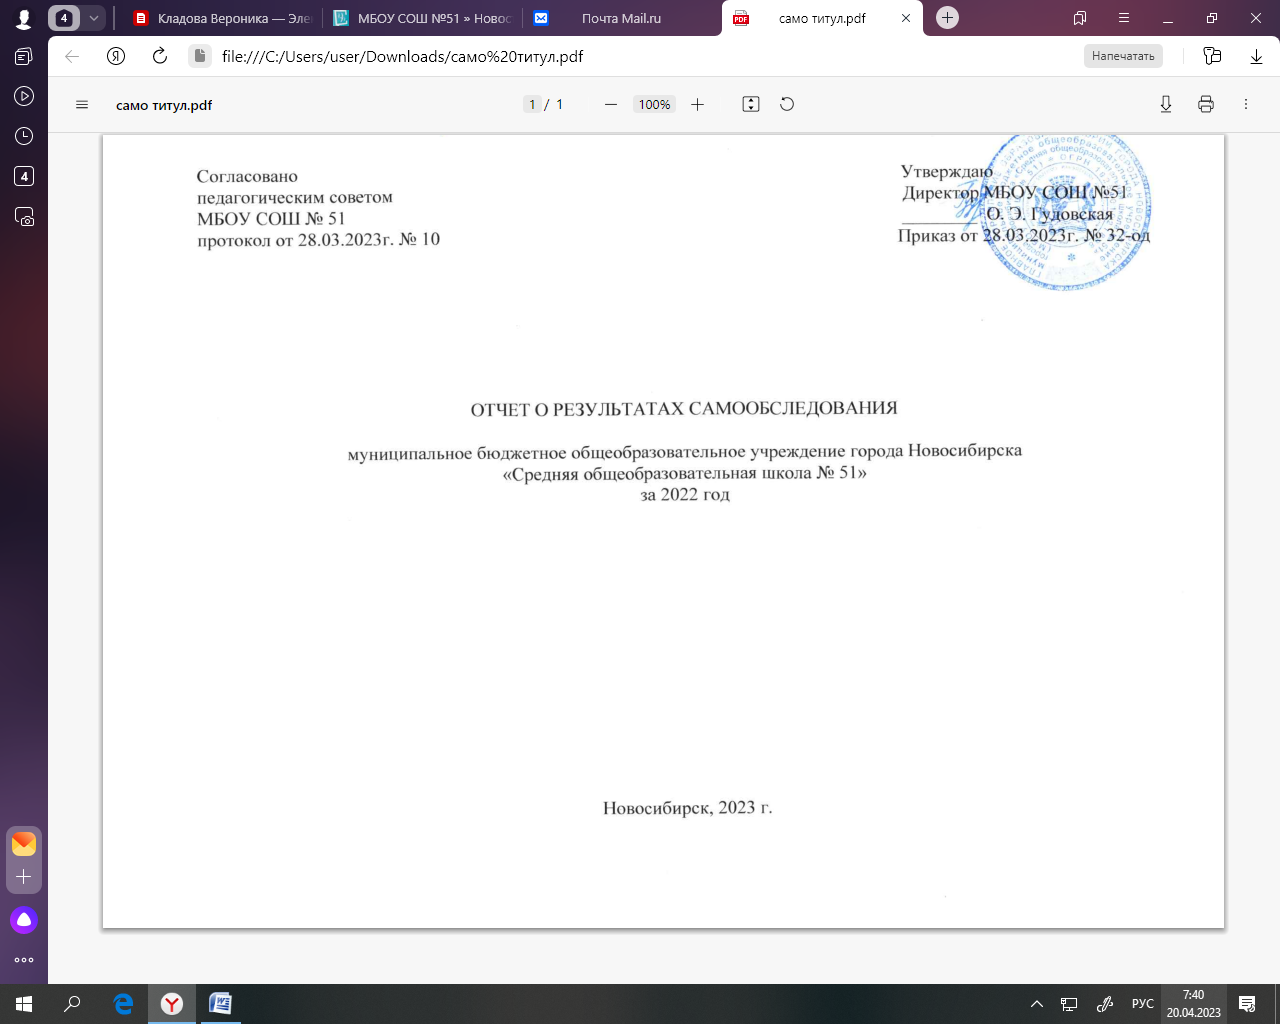 4
Кладова Вероника — Элe
МБОУ СОШ №51 » Новос
Почта Mail.ru
само титул.pdf
file:///C:/Users/user/Downloads/само%20титул.pdf
Напечатать
само титул.pdf
1 / 1
100%
4
Согласовано
педагогическим советом
МБОУ СОШ № 51
протокол от 28.03.2023г. № 10
Утверждаю
Директор МБОУ СОШ №51
О. Э. Гудовская
Приказ от 28.03.2023г. № 32-од
ОТЧЕТ О РЕЗУЛЬТАТАХ САМООБСЛЕДОВАНИЯ
муниципальное бюджетное общеобразовательное учреждение города Новосибирска
«Средняя общеобразовательная школа № 51»
за 2022 год
Новосибирск, 2023 г.
РУС
7:40
20.04.2023